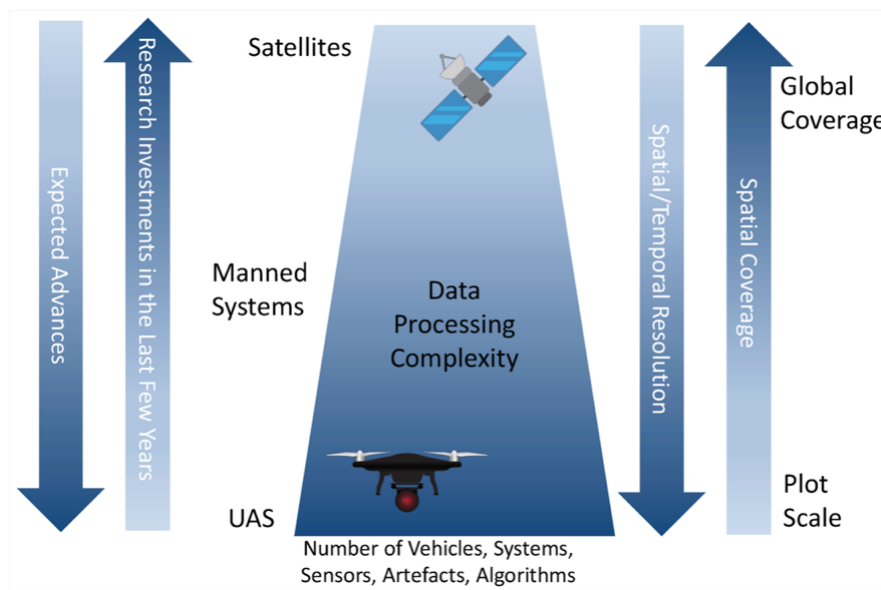 Expected Advances
Research Investments in the Last Few Years
Satellites
Manned
Systems
UAS
Data
Processing
Complexity
Number of Vehicles, Systems,
Sensors, Artefacts, Algorithms
Spatial/Temporal Resolution
Spatial Coverage
Global
Coverage
Plot
Scale